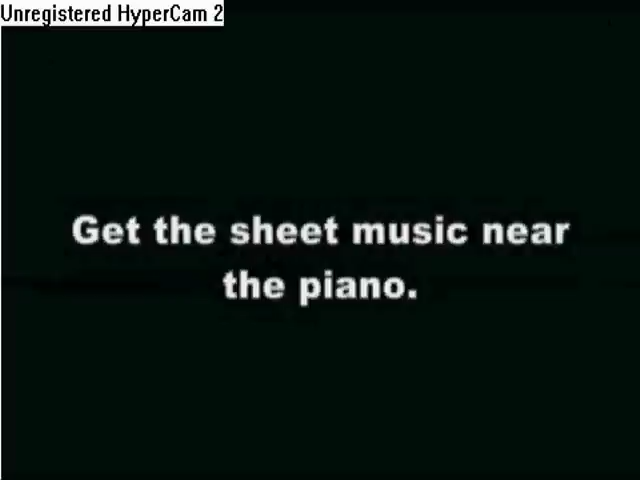 Unregistered HyperCam 2
Get the sheet music near
the piano.